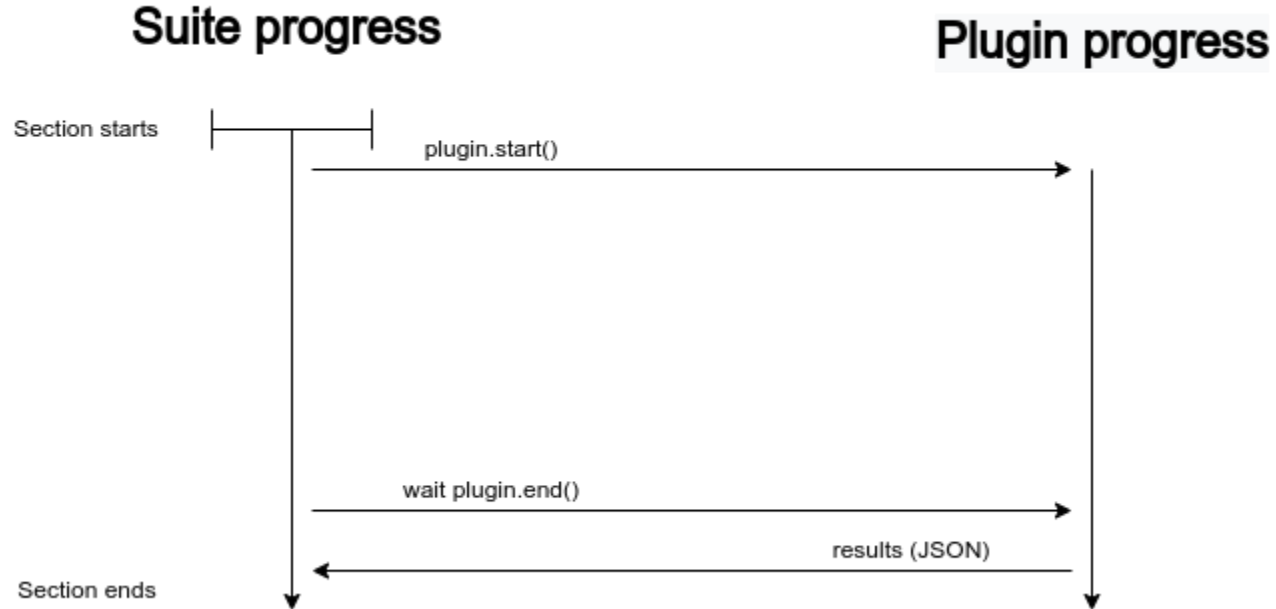 Suite progress
Plugin progress
Section starts
plugin.start()
wait plugin.end()
results (JSON)
Section ends